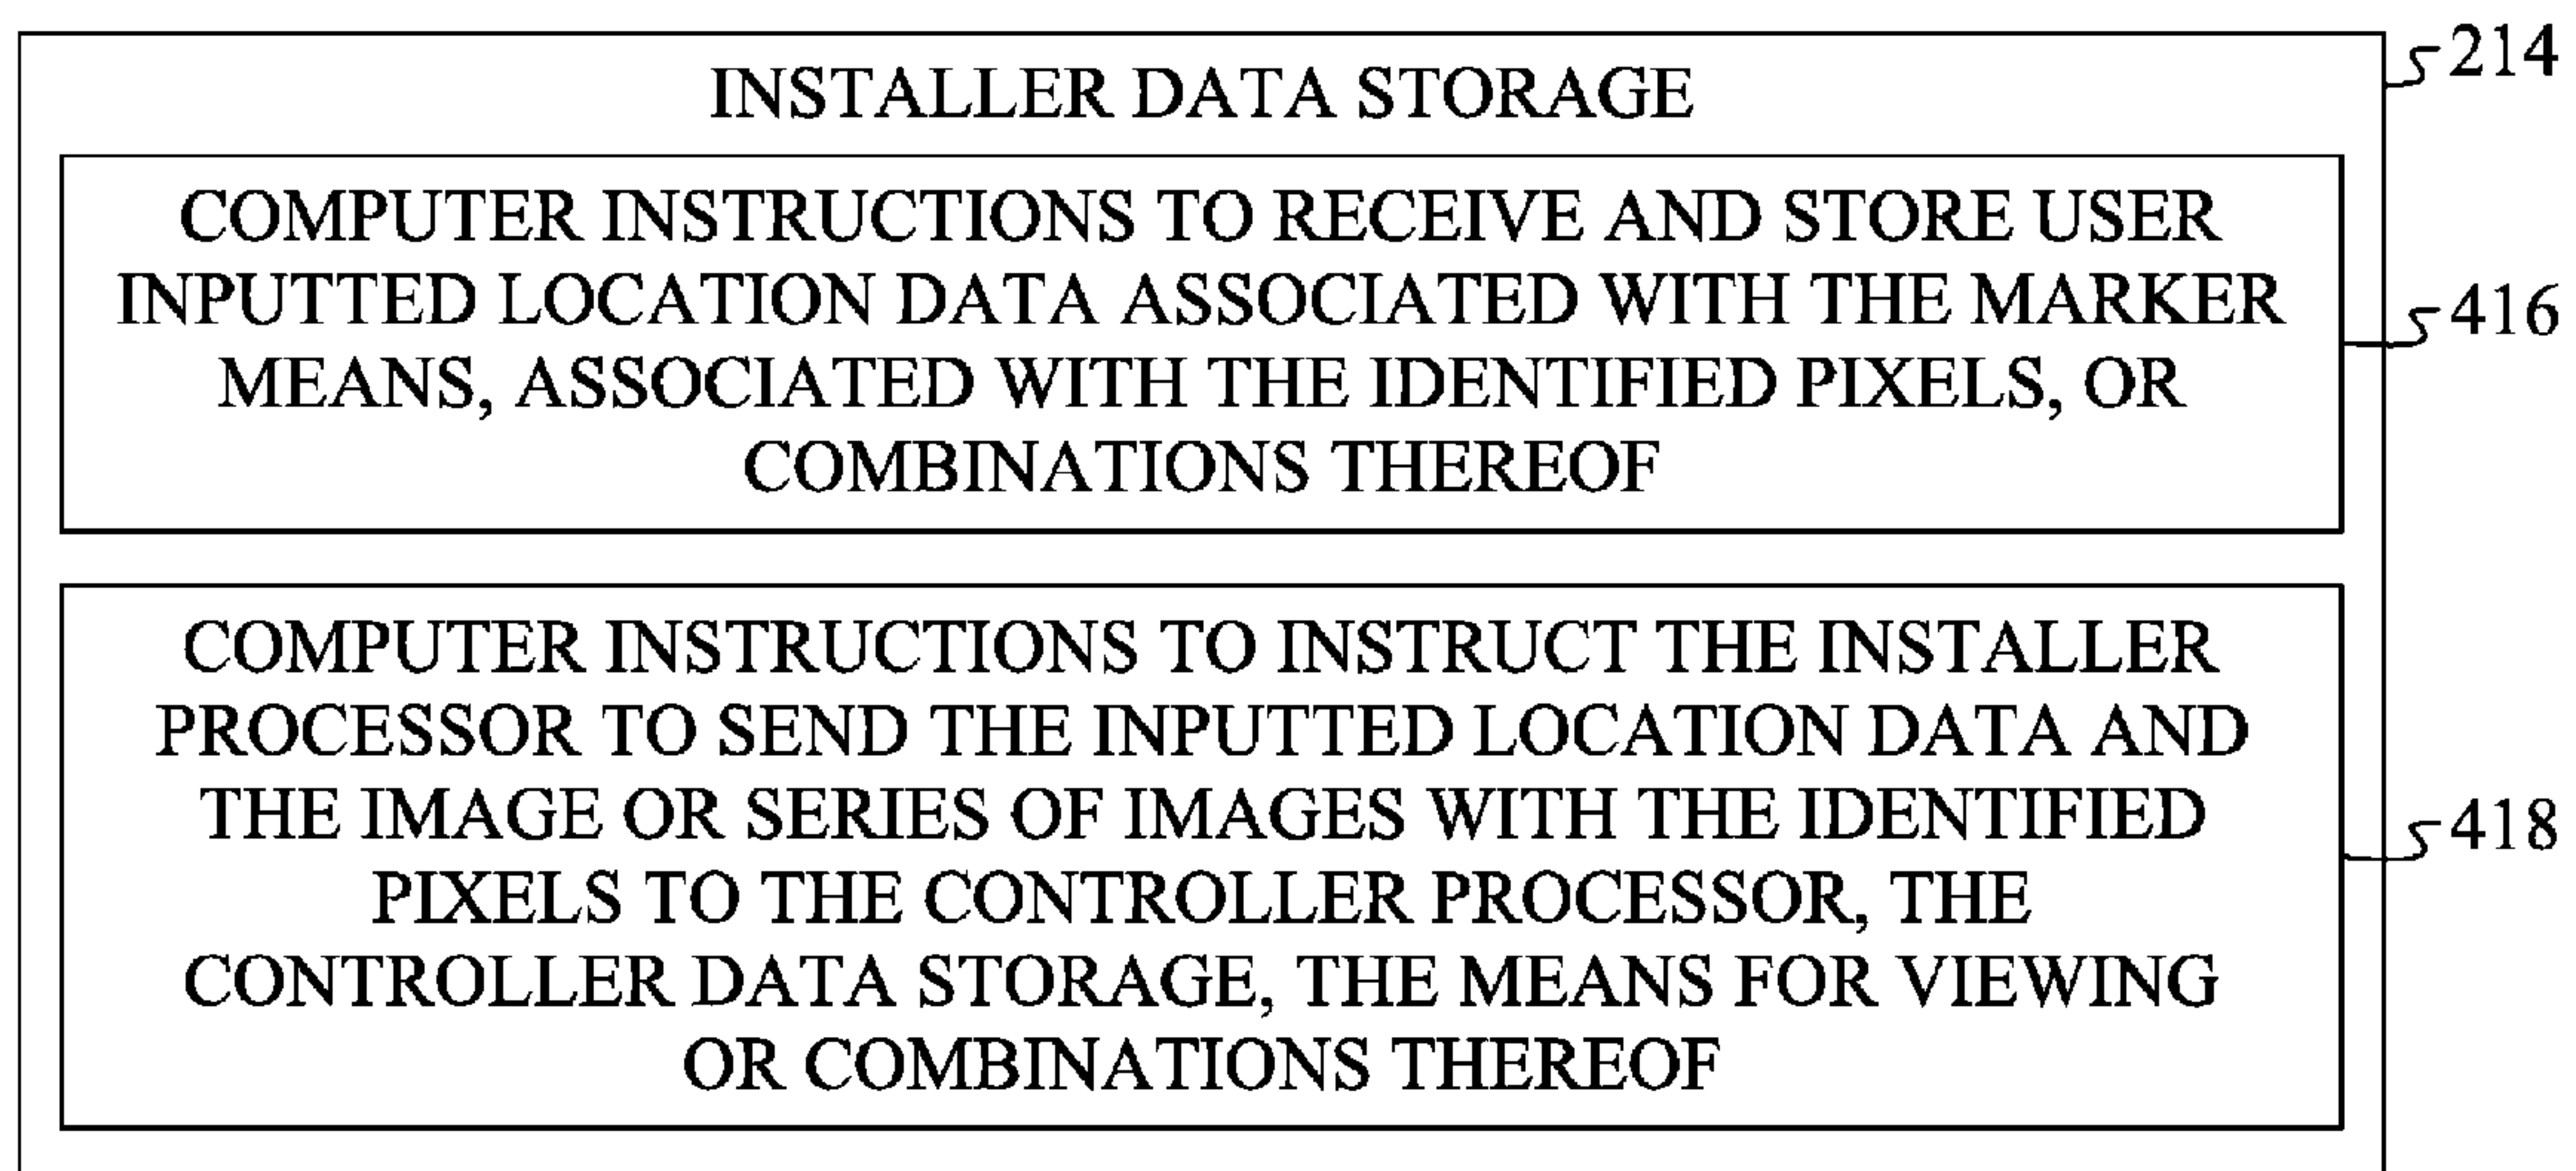 INSTALLER DATA STORAGE
214
COMPUTER INSTRUCTIONS TO RECEIVE AND STORE USER
INPUTTED LOCATION DATA ASSOCIATED WITH THE MARKER
MEANS, ASSOCIATED WITH THE IDENTIFIED PIXELS, OR
COMBINATIONS THEREOF
416
COMPUTER INSTRUCTIONS TO INSTRUCT THE INSTALLER
PROCESSOR TO SEND THE INPUTTED LOCATION DATA AND
THE IMAGE OR SERIES OF IMAGES WITH THE IDENTIFIED
PIXELS TO THE CONTROLLER PROCESSOR, THE
CONTROLLER DATA STORAGE, THE MEANS FOR VIEWING
OR COMBINATIONS THEREOF
418